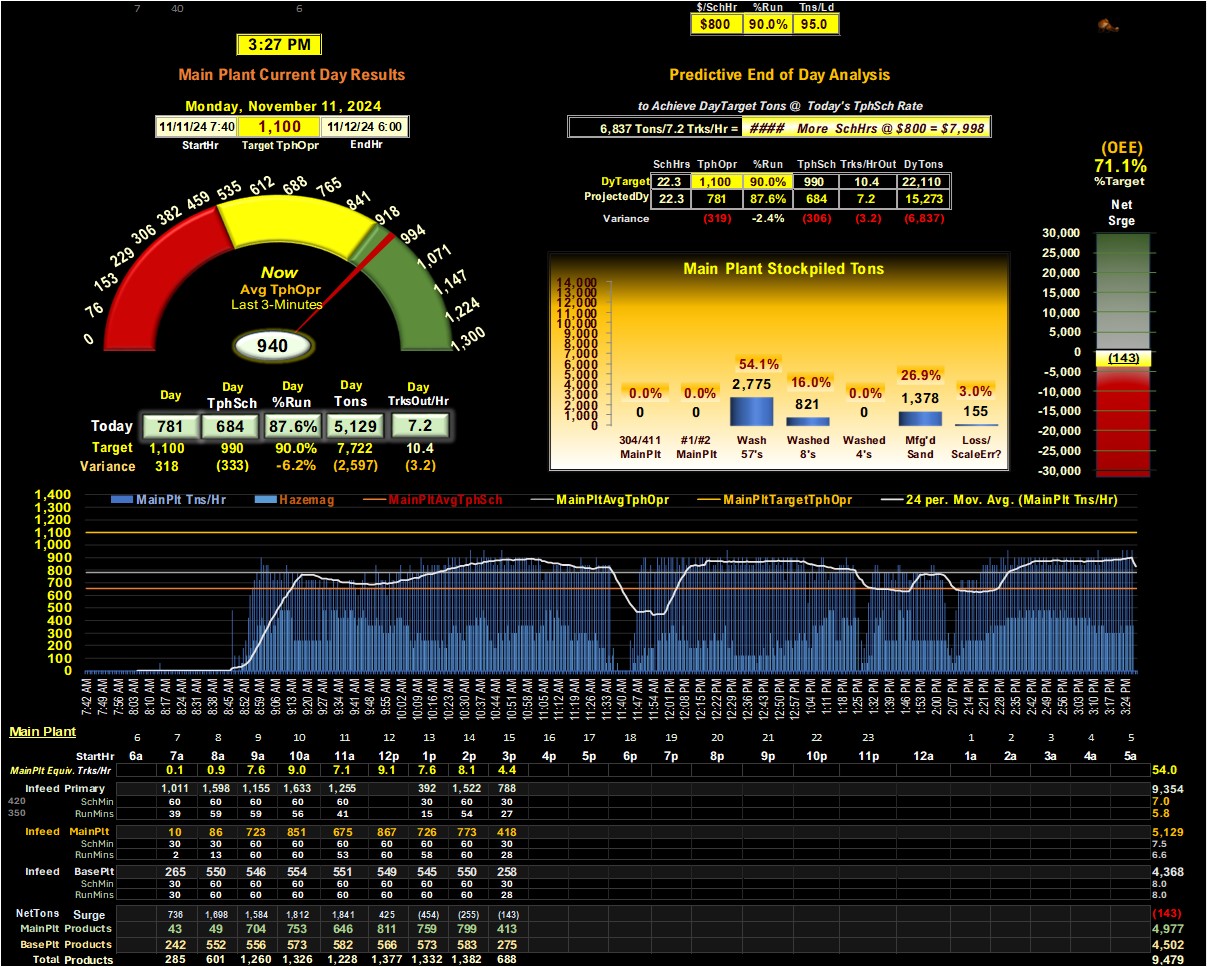 7 40 6
$/SchHr %Run Tns/Ld
$800 90.0% 95.0
3:27 PM
Main Plant Current Day Results
Predictive End of Day Analysis
Monday, November 11, 2024
to Achieve DayTarget Tons @ Today's TphSch Rate
11/11/24 7:40 1,100 11/12/24 6:00
StartHr Target TphOpr EndHr
6,837 Tons/7.2 Trks/Hr = #### More SchHrs @ $800 = $7,998
(OEE)
71.1%
%Target
SchHrs TphOpr %Run TphSch Trks/HrOut DyTons
DyTarget 22.3 1,100 90.0% 990 10.4 22,110
ProjectedDy 22.3 781 87.6% 684 7.2 15,273
Variance (319) -2.4% (306) (3.2) (6,837)
Net
Srge
30,000
25,000
20,000
15,000
10,000
5,000
0
(143)
-5,000
-10,000
-15,000
-20,000
-25,000
-30,000
0 76 153 229 306 382 459 535 612 688 765 841 918 994 1,071 1,147 1,224 1,300
Now
Avg TphOpr
Last 3-Minutes
940
Main Plant Stockpiled Tons
14,000
13,000
12,000
11,000
10,000
9,000
8,000
7,000
6,000
5,000
4,000
3,000
2,000
1,000
0
0.0% 0.0% 54.1% 16.0% 0.0% 26.9% 3.0%
0 0 2,775 821 0 1,378 155
304/411 #1/#2 Wash Washed Washed Mfg'd Loss/
MainPlt MainPlt 57's 8's 4's Sand ScaleErr?
Day Day Day Day Day
TphSch %Run Tons TrksOut/Hr
Today 781 684 87.6% 5,129 7.2
Target 1,100 990 90.0% 7,722 10.4
Variance 318 (333) -6.2% (2,597) (3.2)
MainPlt Tns/Hr Hazemag MainPltAvgTphSch MainPltAvgTphOpr MainPltTargetTphOpr 24 per. Mov. Avg. (MainPlt Tns/Hr)
1,400
1,300
1,200
1,100
1,000
900
800
700
600
500
400
300
200
100
0
7:42 AM 7:49 AM 7:56 AM 8:03 AM 8:10 AM 8:17 AM 8:24 AM 8:31 AM 8:38 AM 8:45 AM 8:52 AM 8:59 AM 9:06 AM 9:13 AM 9:20 AM 9:27 AM 9:34 AM 9:41 AM 9:48 AM 9:55 AM 10:02 AM 10:09 AM 10:16 AM 10:23 AM 10:30 AM 10:37 AM 10:44 AM 10:51 AM 10:58 AM 11:05 AM 11:12 AM 11:19 AM 11:26 AM 11:33 AM 11:40 AM 11:47 AM 11:54 AM 12:01 PM 12:08 PM 12:15 PM 12:22 PM 12:29 PM 12:36 PM 12:43 PM 12:50 PM 12:57 PM 1:04 PM 1:11 PM 1:18 PM 1:25 PM 1:32 PM 1:39 PM 1:46 PM 1:53 PM 2:00 PM 2:07 PM 2:14 PM 2:21 PM 2:28 PM 2:35 PM 2:42 PM 2:49 PM 2:56 PM 3:03 PM 3:10 PM 3:17 PM 3:24 PM
Main Plant
6 7 8 9 10 11 12 13 14 15 16 17 18 19 20 21 22 23 1 2 3 4 5
StartHr 6a 7a 8a 9a 10a 11a 12p 1p 2p 3p 4p 5p 6p 7p 8p 9p 10p 11p 12a 1a 2a 3a 4a 5a
MainPlt Equiv. Trks/Hr 0.1 0.9 7.6 9.0 7.1 9.1 7.6 8.1 4.4 54.0
Infeed Primary 1,011 1,598 1,155 1,633 1,255 392 1,522 788 9,354
420 SchMin 60 60 60 60 60 30 60 30 7.0
350 RunMins 39 59 59 56 41 15 54 27 5.8
Infeed MainPlt 10 86 723 851 675 867 726 773 418 5,129
SchMin 30 30 60 60 60 60 60 60 30 7.5
RunMins 2 13 60 60 53 60 58 60 28 6.6
Infeed BasePlt 265 550 546 554 551 549 545 550 258 4,368
SchMin 30 60 60 60 60 60 60 60 30 8.0
RunMins 30 60 60 60 60 60 60 60 28 8.0
NetTons Surge 736 1,698 1,584 1,812 1,841 425 (454) (255) (143) (143)
MainPlt Products 43 49 704 753 646 811 759 799 413 4,977
BasePlt Products 242 552 556 573 582 566 573 583 275 4,502
Total Products 285 601 1,260 1,326 1,228 1,377 1,332 1,382 688 9,479